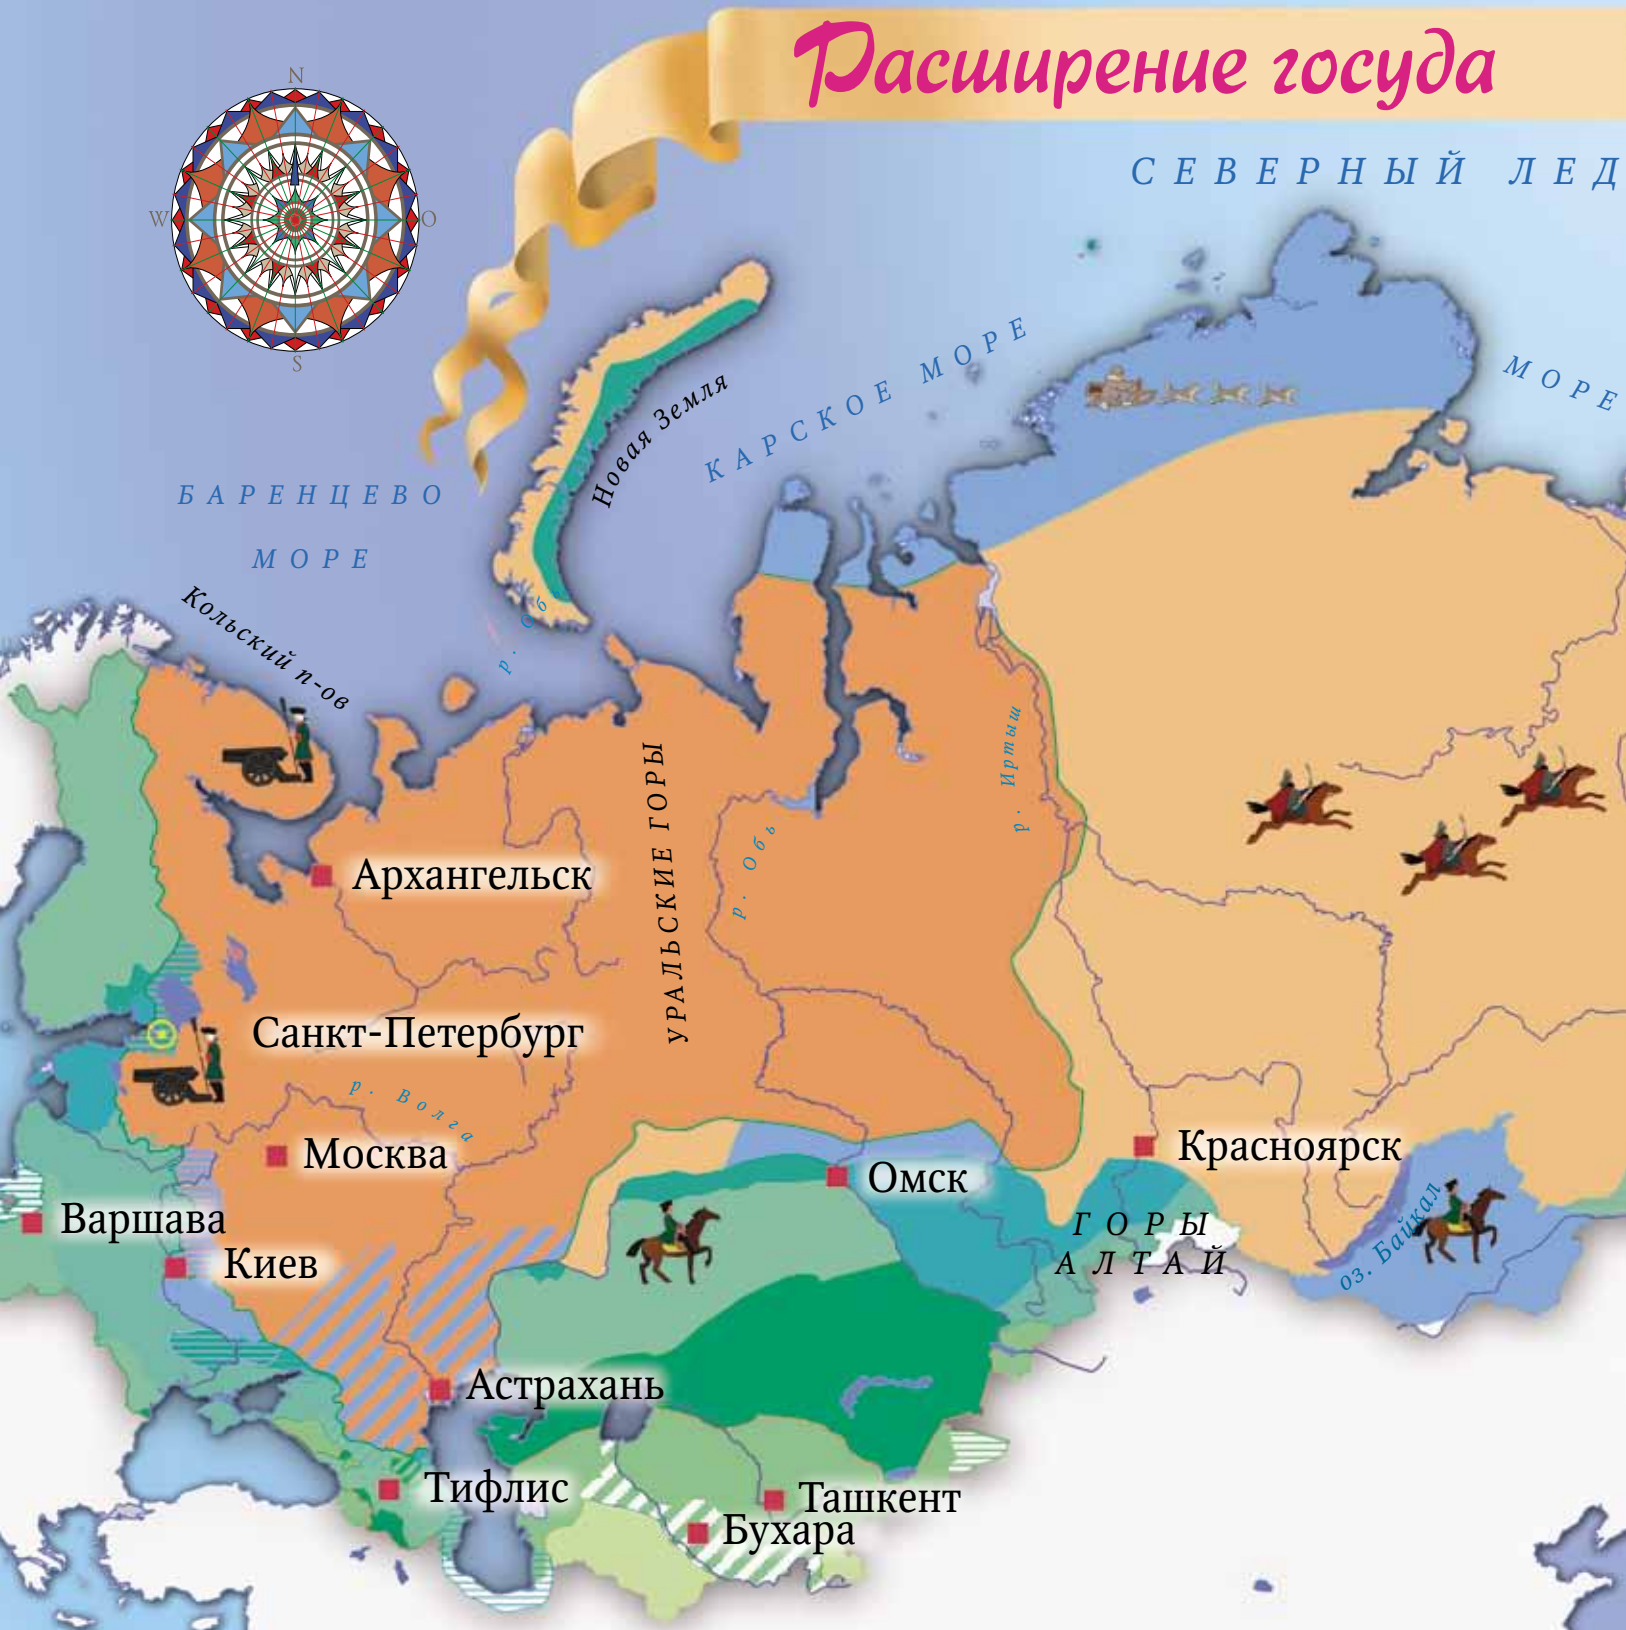 Расширение госуда
N
W
O
S
СЕВЕРНЫЙ ЛЕД
МОРЕ
КАРСКОЕ МОРЕ
Новая Земля
БАРЕНЦЕВО
МОРЕ
р. Об
Кольский п-ов
УРАЛЬСКИЕ ГОРЫ
р. Обь
р. Иртыш
Архангельск
Санкт-Петербург
р. Волга
Москва
Омск
Красноярск
Варшава
Киев
ГОРЫ
АЛТАЙ
оз. Байкал
Астрахань
Тифлис
Ташкент
Бухара